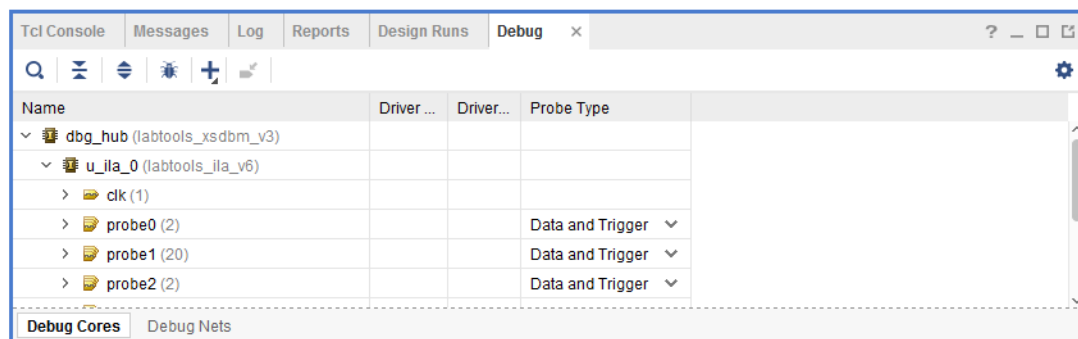 Tcl Console Messages Log Reports Design Runs Debug × ? _
Name Driver ... Driver... Probe Type
dbg_hub (labtools_xsdbm_v3)
u_ila_0 (labtools_ila_v6)
clk (1)
probe0 (2) Data and Trigger
probe1 (20) Data and Trigger
probe2 (2) Data and Trigger
Debug Cores Debug Nets